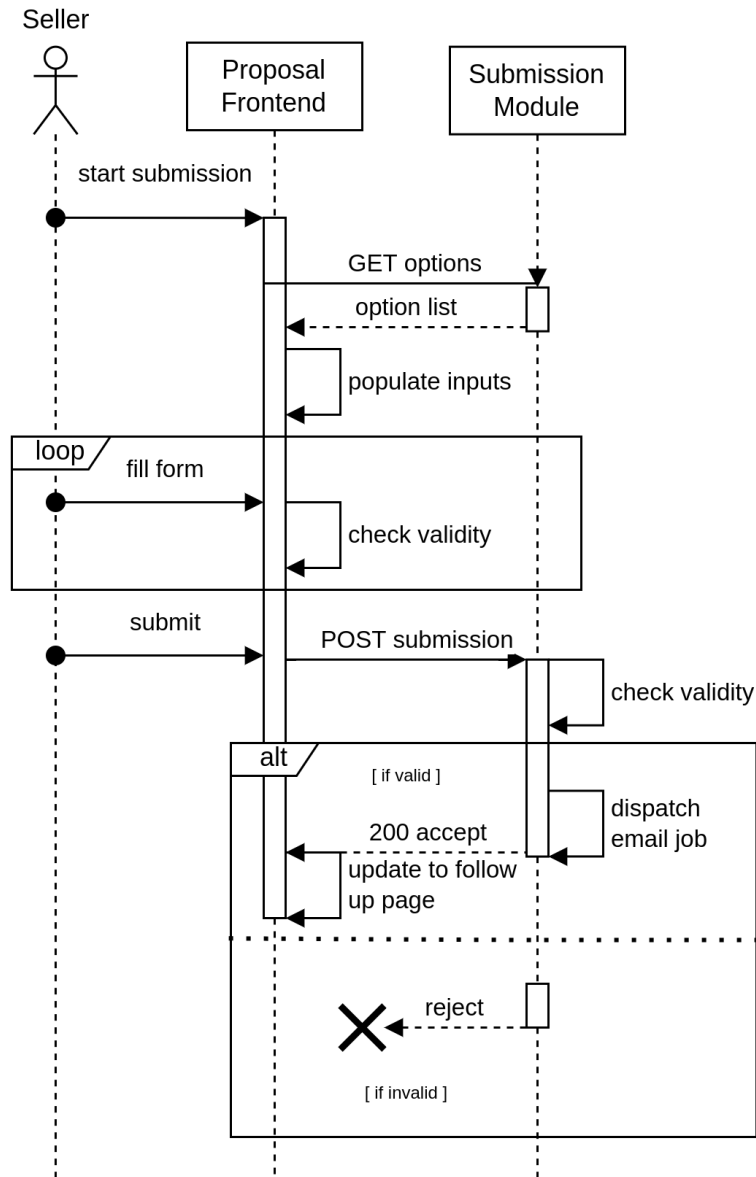 Seller
Proposal
Frontend
Submission
Module
start submission
GET options
option list
populate inputs
loop
fill form
check validity
submit
POST submission
check validity
alt
[ if valid ]
dispatch
email job
200 accept
update to follow
up page
reject
[ if invalid ]